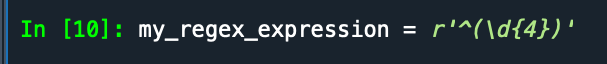 In [10]: my_regex_expression = r'^(\d{4})'